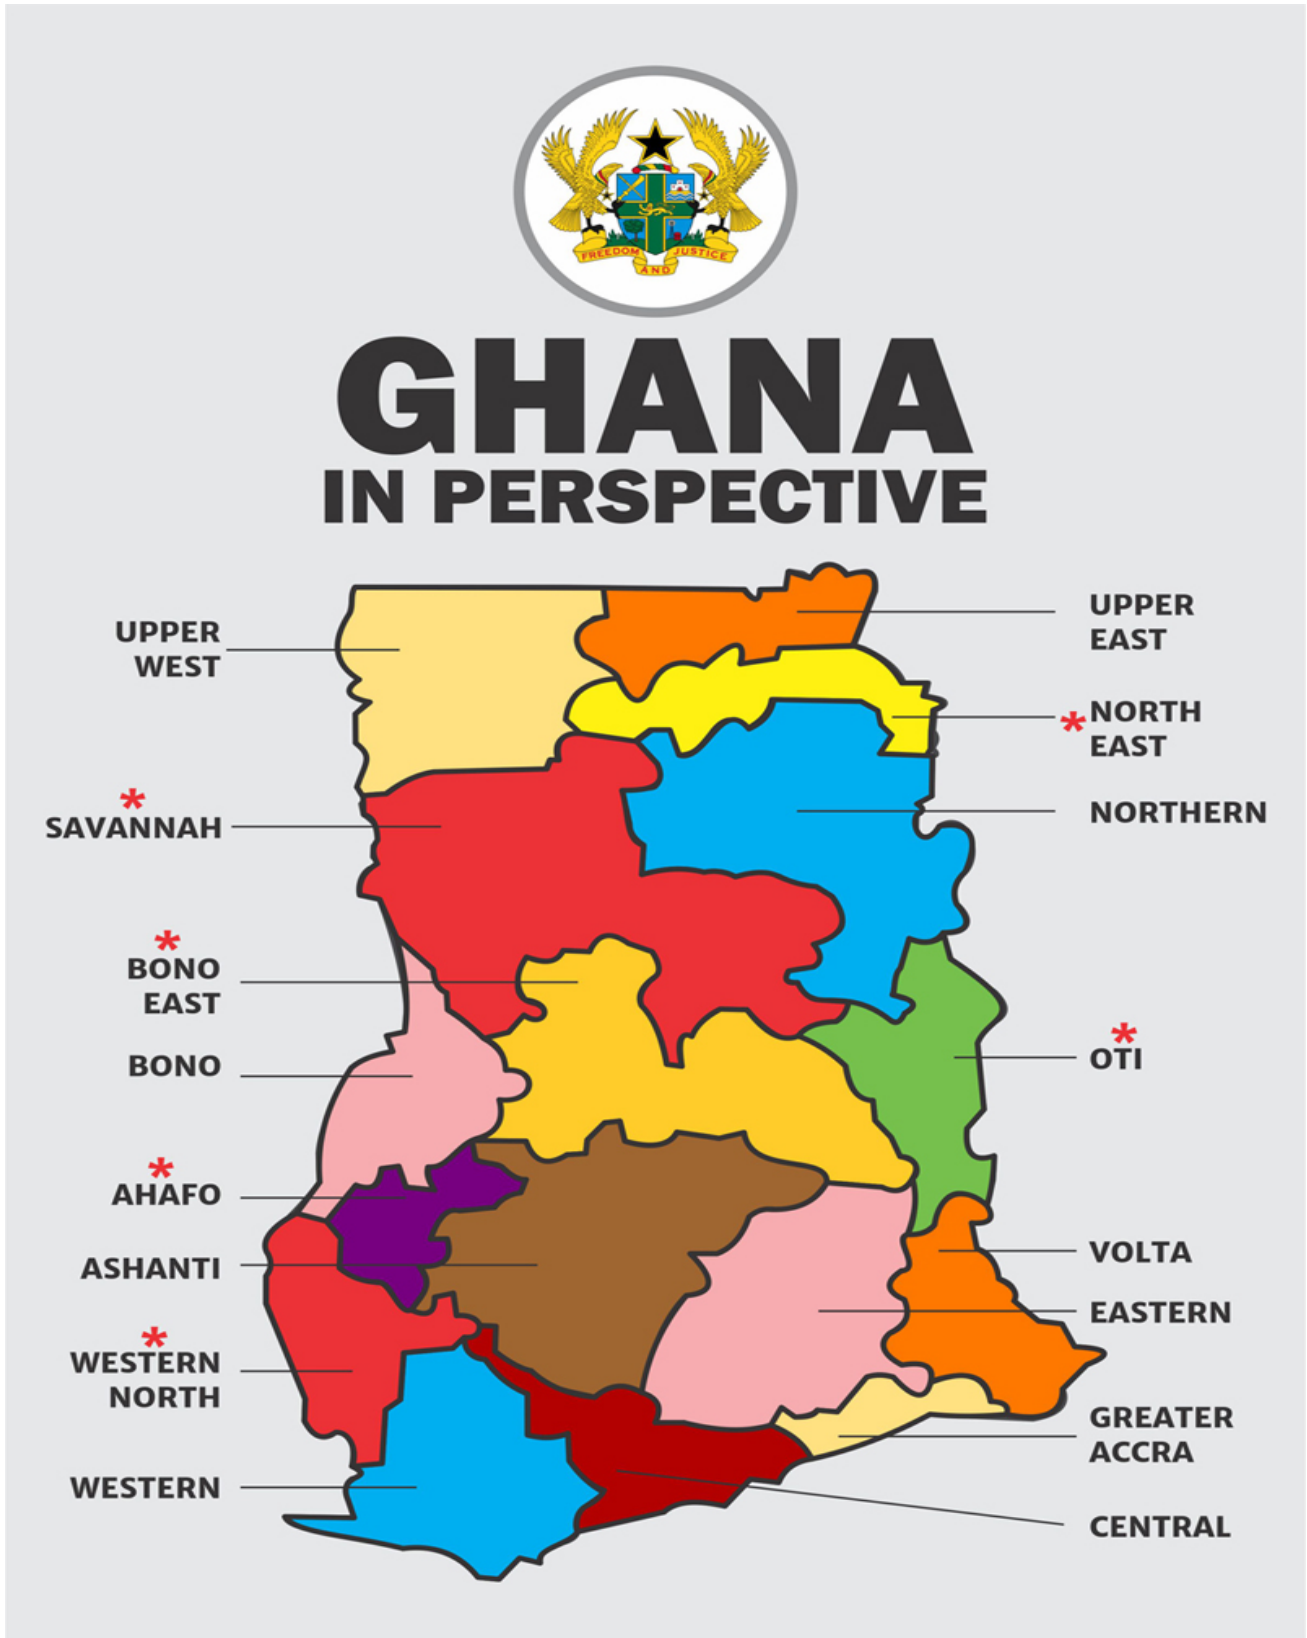 FREEDOM
AND
JUSTICE
GHANA
IN PERSPECTIVE
UPPER
WEST
*
SAVANNAH
*
BONO
EAST
BONO
*
AHAFO
ASHANTI
*
WESTERN
NORTH
WESTERN
UPPER
EAST
* NORTH
EAST
NORTHERN
*
OTI
VOLTA
EASTERN
GREATER
ACCRA
CENTRAL